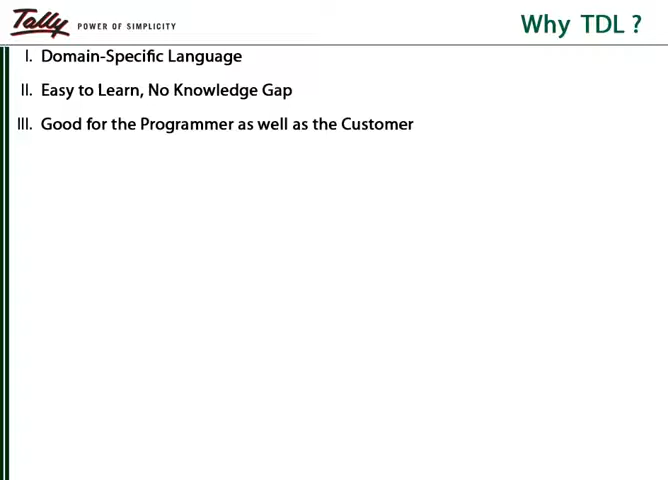 Tally POWER OF SIMPLICITY
Why TDL ?
I. Domain-Specific Language
II. Easy to Learn, No Knowledge Gap
III. Good for the Programmer as well as the Customer